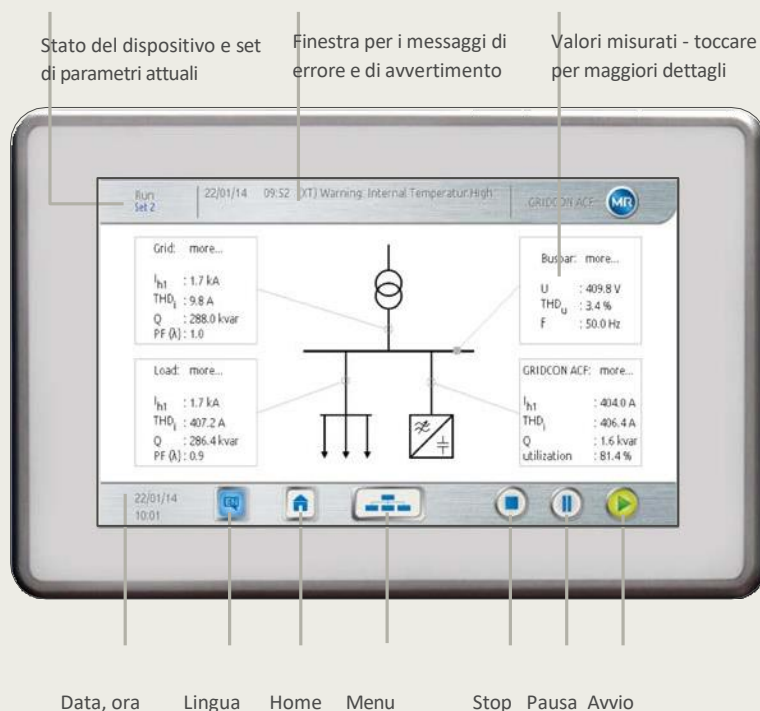 Stato del dispositivo e set
di parametri attuali
Finestra per i messaggi di
errore e di avvertimento
Valori misurati - toccare
per maggiori dettagli
Run
Set 2
22/01/14 09:52 (XT) Warning: Internal Temperatur High
GRIDCON ACF
MR
Grid: more...
Ih1 : 1.7 kA
THDi : 9.8 A
Q : 288.0 kvar
PF (λ) : 1.0
Busbar: more...
U : 409.8 V
THDu : 3.4 %
F : 50.0 Hz
Load: more...
Ih1 : 1.7 kA
THDi : 407.2 A
Q : 286.4 kvar
PF (λ) : 0.9
GRIDCON ACF: more...
Ih1 : 404.0 A
THDi : 406.4 A
Q : 1.6 kvar
utilization : 81.4 %
22/01/14
10:01
EN
Data, ora Lingua Home Menu Stop Pausa Avvio